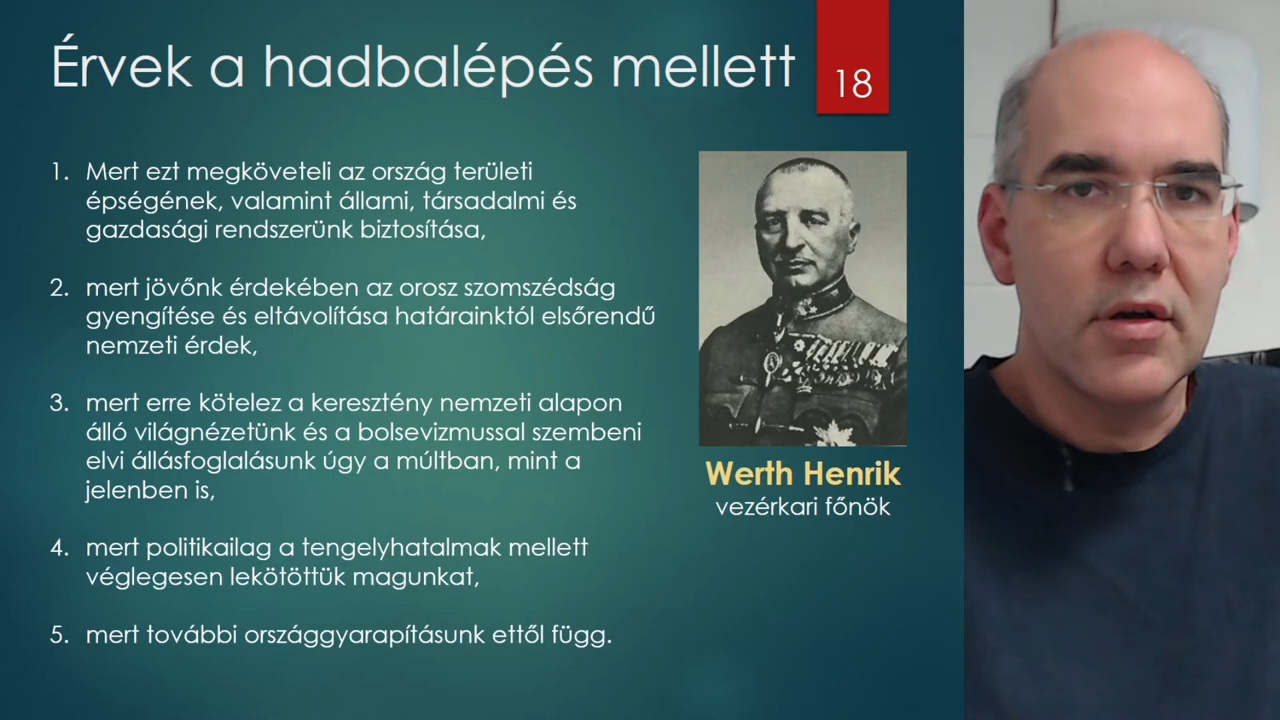 Érvek a hadbalépés mellett
18
1. Mert ezt megköveteli az ország területi
épségének, valamint állami, társadalmi és
gazdasági rendszerünk biztosítása,
2. mert jövőnk érdekében az orosz szomszédság
gyengítése és eltávolítása határainktól elsőrendű
nemzeti érdek,
3. mert erre kötelez a keresztény nemzeti alapon
álló világnézetünk és a bolsevizmussal szembeni
elvi állásfoglalásunk úgy a múltban, mint a
jelenben is,
4. mert politikailag a tengelyhatalmak mellett
véglegesen lekötöttük magunkat,
5. mert további országgyarapításunk ettől függ.
Werth Henrik
vezérkari főnök